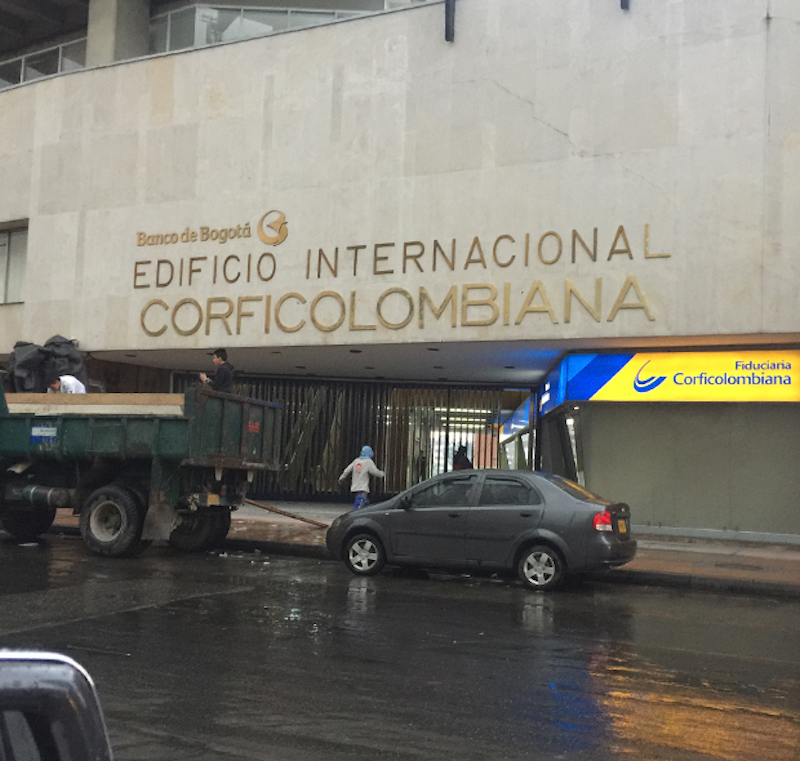 Banco de Bogotá
EDIFICIO INTERNACIONAL
CORFICOLOMBIANA
Fiduciaria
Corficolombiana